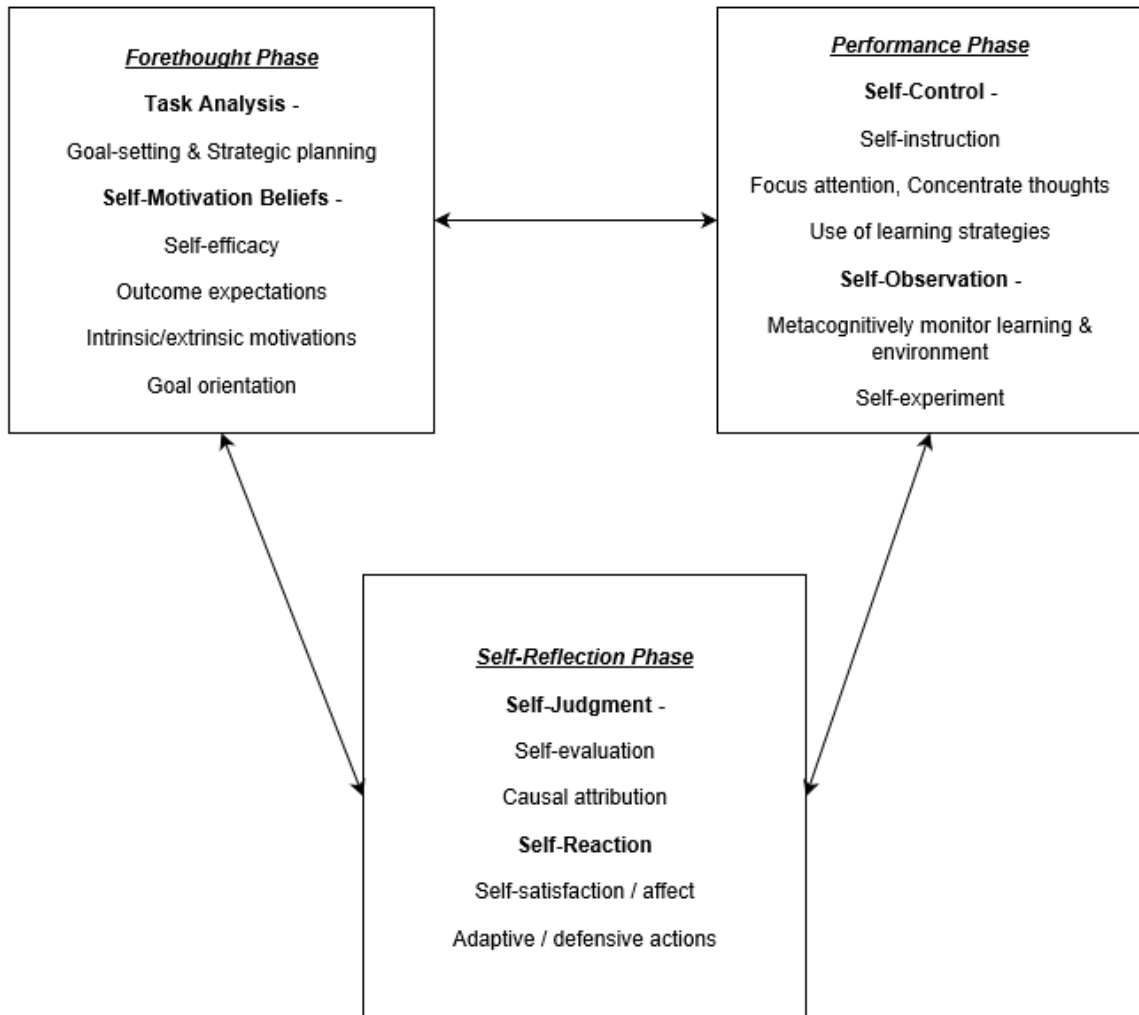 Forethought Phase
Task Analysis -
Goal-setting & Strategic planning
Self-Motivation Beliefs -
Self-efficacy
Outcome expectations
Intrinsic/extrinsic motivations
Goal orientation
Performance Phase
Self-Control -
Self-instruction
Focus attention, Concentrate thoughts
Use of learning strategies
Self-Observation -
Metacognitively monitor learning &
environment
Self-experiment
Self-Reflection Phase
Self-Judgment -
Self-evaluation
Causal attribution
Self-Reaction
Self-satisfaction / affect
Adaptive / defensive actions